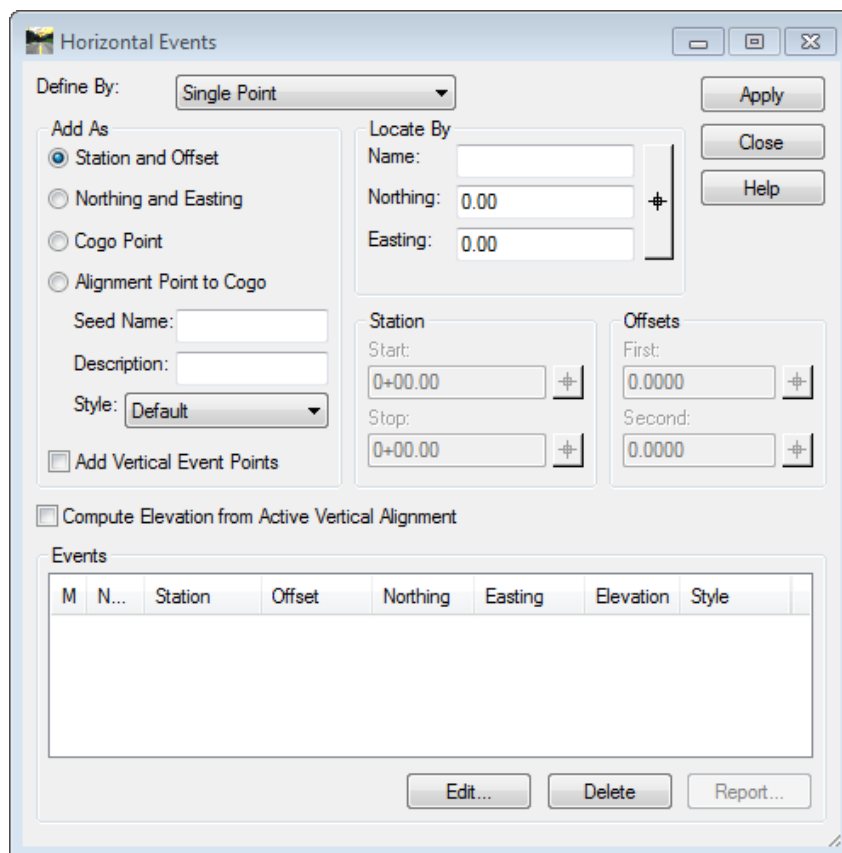 Horizontal Events
Define By: Single Point
Apply
Close
Help
Add As
Station and Offset
Northing and Easting
Cogo Point
Alignment Point to Cogo
Seed Name:
Description:
Style: Default
Add Vertical Event Points
Locate By
Name:
Northing: 0.00
Easting: 0.00
Station
Start:
0+00.00
Stop:
0+00.00
Offsets
First:
0.0000
Second:
0.0000
Compute Elevation from Active Vertical Alignment
Events
M N... Station Offset Northing Easting Elevation Style
Edit... Delete Report...